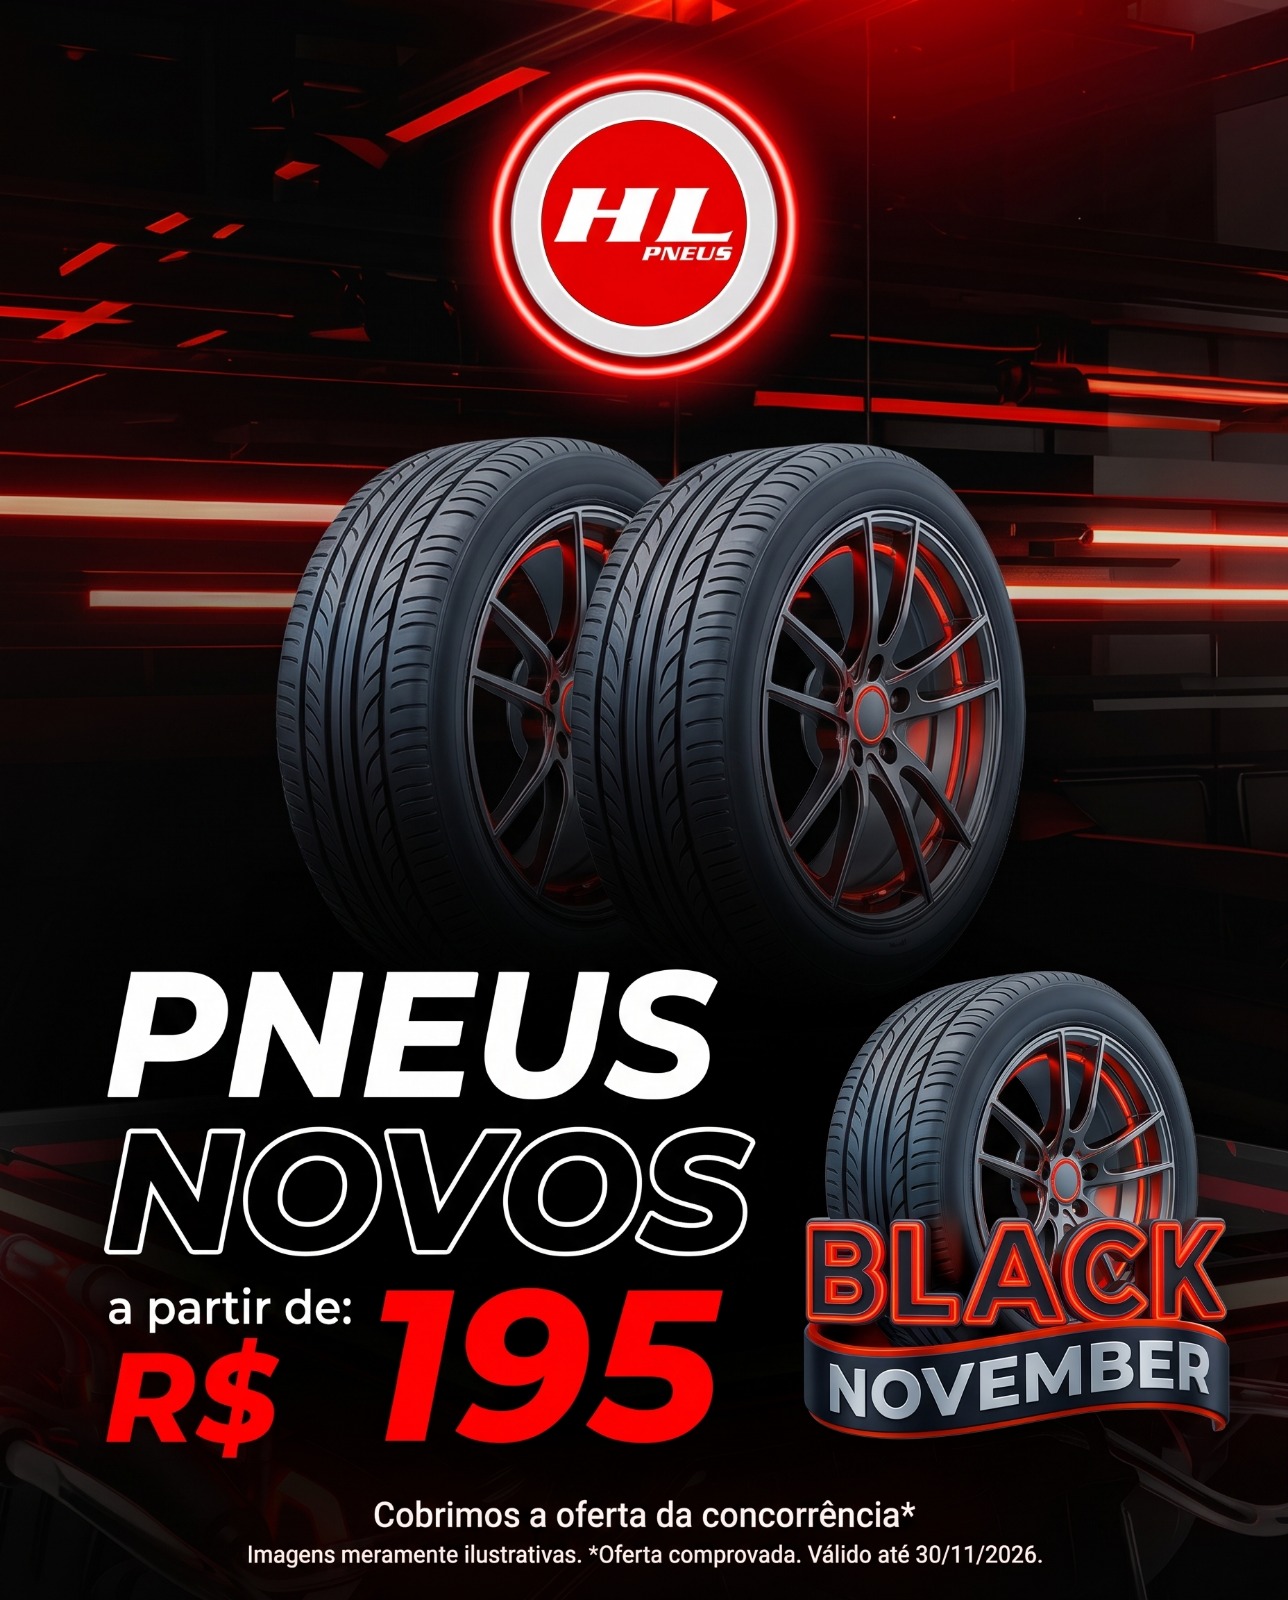 HL
PNEUS
PNEUS
NOVOS
a partir de:
R$ 195
BLACK
NOVEMBER
Cobrimos a oferta da concorrência*
Imagens meramente ilustrativas. *Oferta comprovada. Válido até 30/11/2026.